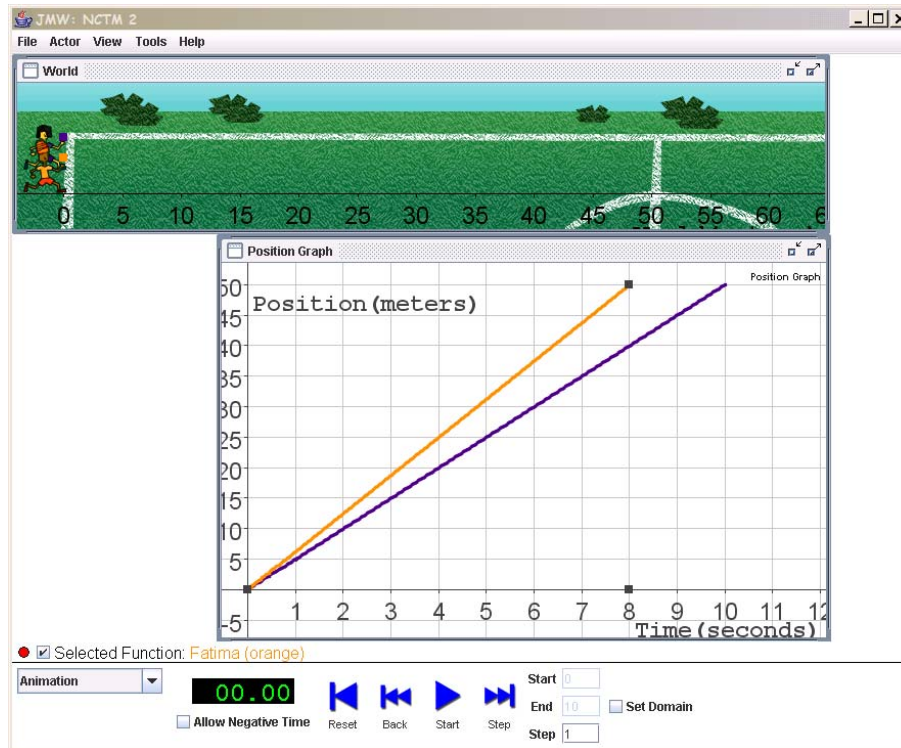 JMW: NCTM 2
File Actor View Tools Help
World
0 5 10 15 20 25 30 35 40 45 50 55 60
Position Graph
Position Graph
Position(meters)
50
45
40
35
30
25
20
15
10
5
-5
1 2 3 4 5 6 7 8 9 10 11 12
Time(seconds)
Selected Function: Fatima (orange)
Animation
00.00
Allow Negative Time
Reset Back Start Step
Start 0
End 10 Set Domain
Step 1